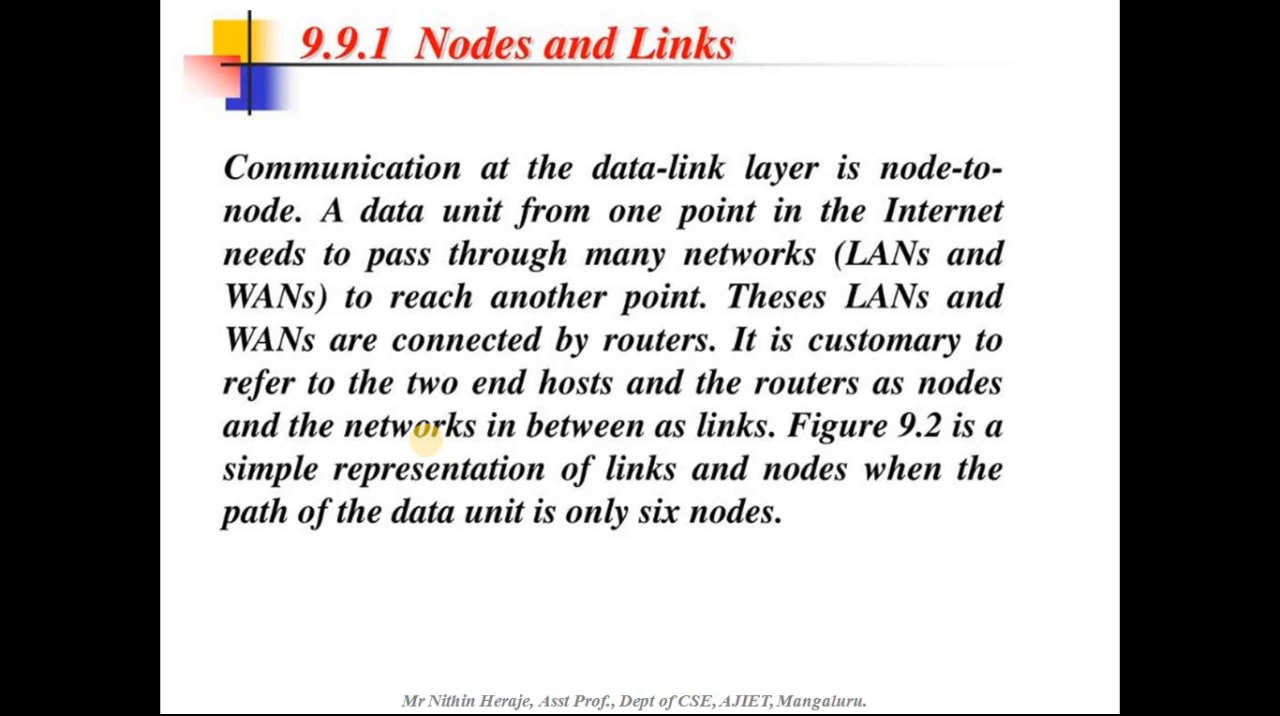 9.9.1 Nodes and Links
Communication at the data-link layer is node-to-
node. A data unit from one point in the Internet
needs to pass through many networks (LANs and
WANs) to reach another point. Theses LANs and
WANs are connected by routers. It is customary to
refer to the two end hosts and the routers as nodes
and the networks in between as links. Figure 9.2 is a
simple representation of links and nodes when the
path of the data unit is only six nodes.
Mr Nithin Heraje, Asst Prof., Dept of CSE, AJIET, Mangaluru.